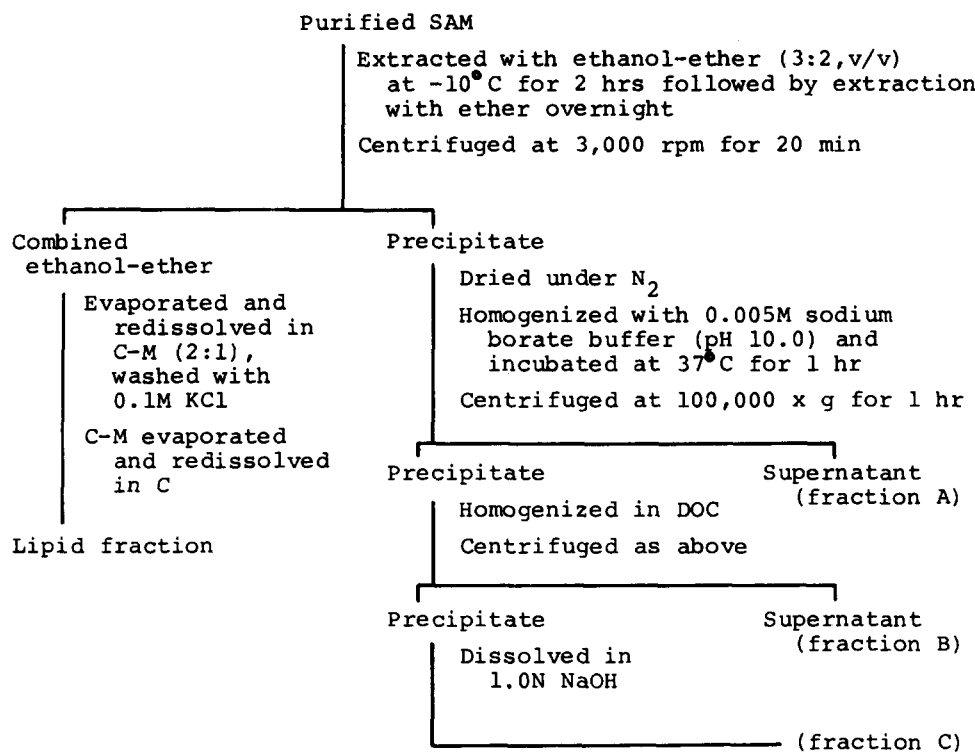 Purified SAM
Extracted with ethanol-ether (3:2,v/v)
at -10°C for 2 hrs followed by extraction
with ether overnight
Centrifuged at 3,000 rpm for 20 min
Combined
ethanol-ether
Evaporated and
redissolved in
C-M (2:1),
washed with
0.1M KCl
C-M evaporated
and redissolved
in C
Lipid fraction
Precipitate
Dried under N2
Homogenized with 0.005M sodium
borate buffer (pH 10.0) and
incubated at 37°C for 1 hr
Centrifuged at 100,000 x g for 1 hr
Precipitate
Supernatant
(fraction A)
Homogenized in DOC
Centrifuged as above
Precipitate
Supernatant
(fraction B)
Dissolved in
1.0N NaOH
(fraction C)